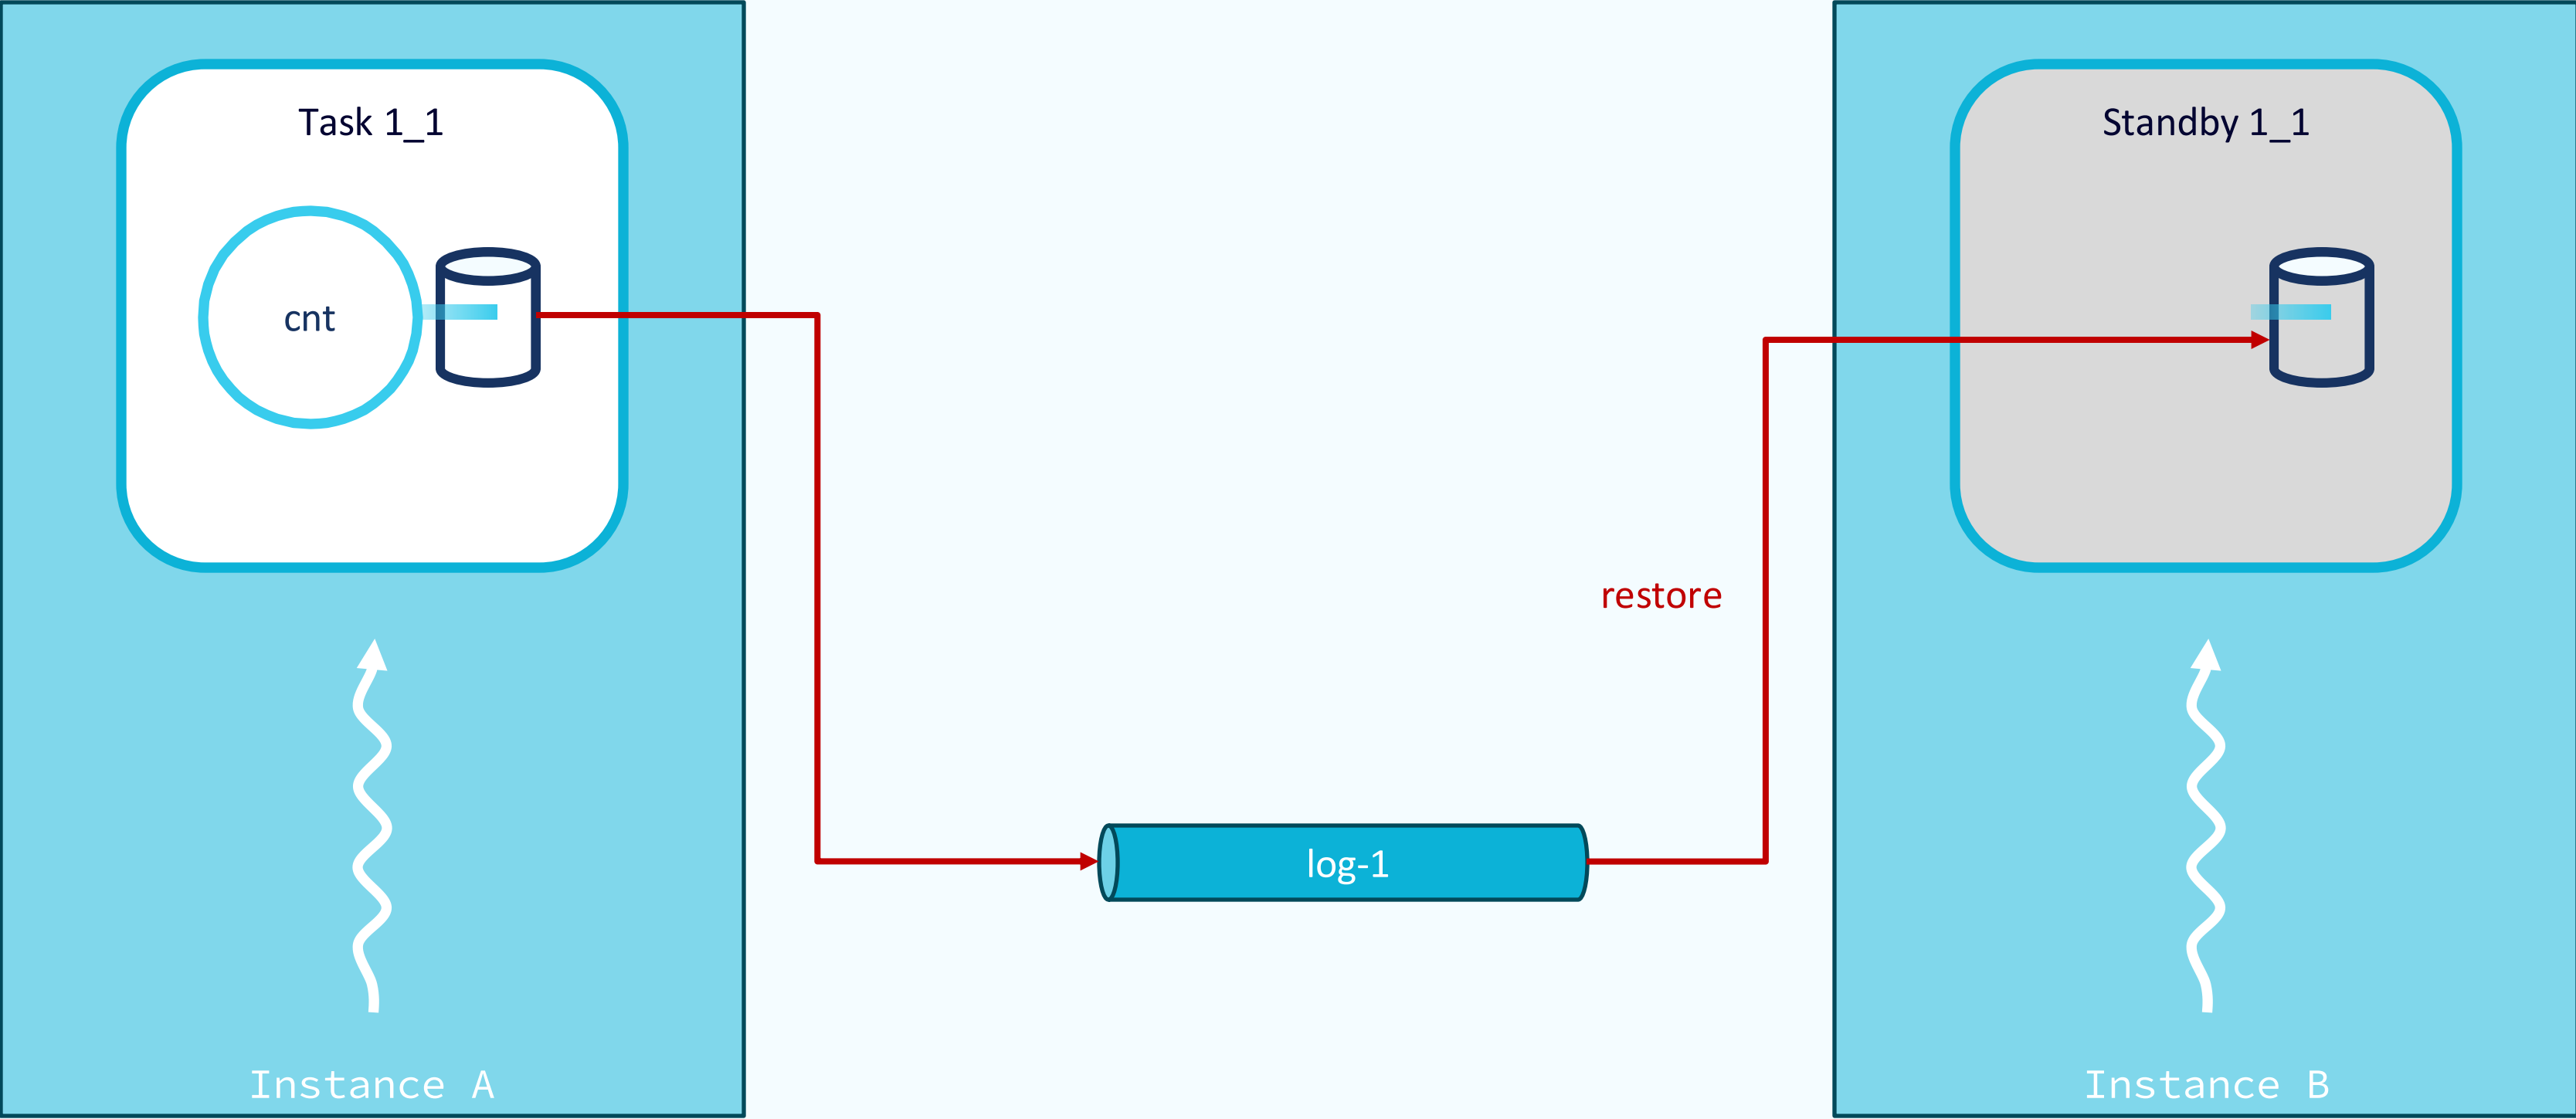 Task 1_1
cnt
Standby 1_1
restore
log-1
Instance A
Instance B